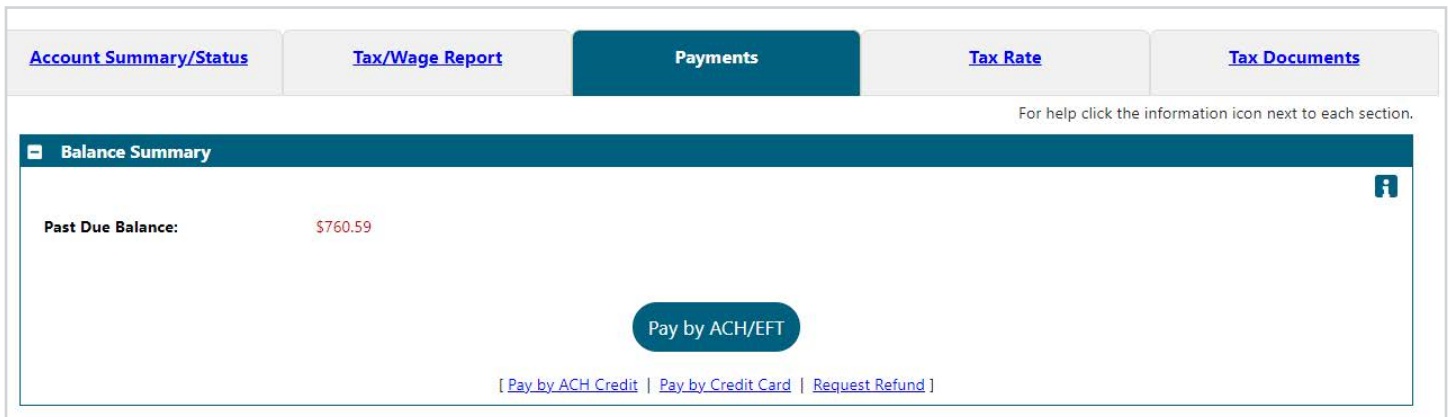 Account Summary/Status Tax/Wage Report Payments Tax Rate Tax Documents
For help click the information icon next to each section.
Balance Summary
Past Due Balance: $760.59
Pay by ACH/EFT
[ Pay by ACH Credit | Pay by Credit Card | Request Refund ]